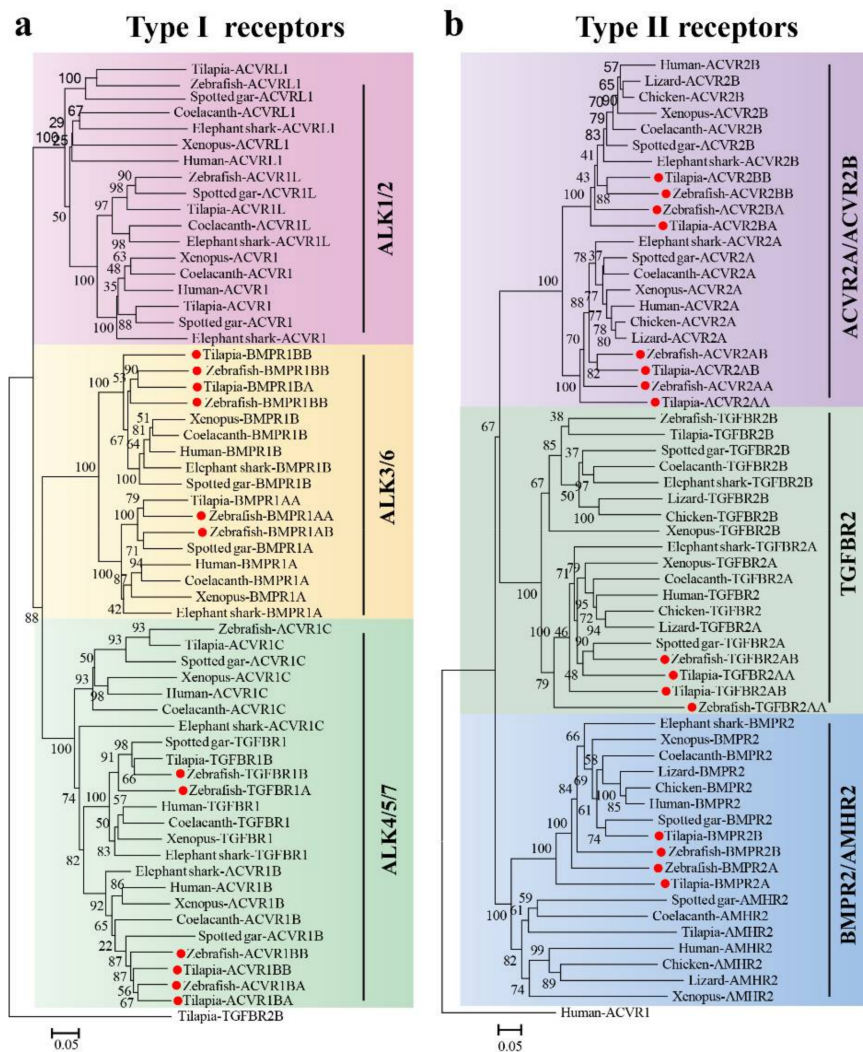 a
Type I receptors
Tilapia-ACVRL1
100
Zebrafish-ACVRL1
Spotted gar-ACVRL1
67
Coelacanth-ACVRL1
29
Elephant shark-ACVRL1
100
25
Xenopus-ACVRL1
Human-ACVRL1
90
Zebrafish-ACVR1L
98
Spotted gar-ACVR1L
97
Tilapia-ACVR1L
50
Coelacanth-ACVR1L
98
Elephant shark-ACVR1L
63
Xenopus-ACVR1
48
Coelacanth-ACVR1
35
Human-ACVR1
Tilapia-ACVR1
100
88
Spotted gar-ACVR1
Elephant shark-ACVR1
ALK1/2
Tilapia-BMPR1BB
90
Zebrafish-BMPR1BB
100
53
Tilapia-BMPR1BA
Zebrafish-BMPR1BB
51
Xenopus-BMPR1B
81
Coelacanth-BMPR1B
67
64
Human-BMPR1B
Elephant shark-BMPR1B
100
100
Spotted gar-BMPR1B
79
Tilapia-BMPR1AA
100
Zebrafish-BMPR1AA
Zebrafish-BMPR1AB
71
Spotted gar-BMPR1A
94
Human-BMPR1A
100
87
Coelacanth-BMPR1A
Xenopus-BMPR1A
42
Elephant shark-BMPR1A
88
ALK3/6
93
Zebrafish-ACVR1C
93
Tilapia-ACVR1C
50
Spotted gar-ACVR1C
93
Xenopus-ACVR1C
98
Human-ACVR1C
Coelacanth-ACVR1C
Elephant shark-ACVR1C
100
98
Spotted gar-TGFBR1
91
Tilapia-TGFBR1B
66
Zebrafish-TGFBR1B
74
Zebrafish-TGFBR1A
100
57
Human-TGFBR1
50
Coelacanth-TGFBR1
Xenopus-TGFBR1
82
83
Elephant shark-TGFBR1
Elephant shark-ACVR1B
86
Human-ACVR1B
92
Xenopus-ACVR1B
65
Coelacanth-ACVR1B
22
Spotted gar-ACVR1B
87
Zebrafish-ACVR1BB
87
Tilapia-ACVR1BB
56
Zebrafish-ACVR1BA
67
Tilapia-ACVR1BA
ALK4/5/7
Tilapia-TGFBR2B
0.05
b
Type II receptors
57
Human-ACVR2B
65
Lizard-ACVR2B
70
90
Chicken-ACVR2B
79
Xenopus-ACVR2B
83
Coelacanth-ACVR2B
Spotted gar-ACVR2B
41
Elephant shark-ACVR2B
43
Tilapia-ACVR2BB
100
88
Zebrafish-ACVR2BB
Zebrafish-ACVR2BA
Tilapia-ACVR2BA
Elephant shark-ACVR2A
78
37
Spotted gar-ACVR2A
100
Coelacanth-ACVR2A
88
77
Xenopus-ACVR2A
77
Human-ACVR2A
78
Chicken-ACVR2A
70
80
Lizard-ACVR2A
Zebrafish-ACVR2AB
82
Tilapia-ACVR2AB
100
Zebrafish-ACVR2AA
Tilapia-ACVR2AA
ACVR2A/ACVR2B
67
38
Zebrafish-TGFBR2B
Tilapia-TGFBR2B
85
37
Spotted gar-TGFBR2B
Coelacanth-TGFBR2B
67
97
Elephant shark-TGFBR2B
50
Lizard-TGFBR2B
100
Chicken-TGFBR2B
Xenopus-TGFBR2B
Elephant shark-TGFBR2A
79
Xenopus-TGFBR2A
71
Coelacanth-TGFBR2A
100
95
Human-TGFBR2
72
Chicken-TGFBR2
100
46
94
Lizard-TGFBR2A
90
Spotted gar-TGFBR2A
Zebrafish-TGFBR2AB
48
Tilapia-TGFBR2AA
79
Tilapia-TGFBR2AB
Zebrafish-TGFBR2AA
TGFBR2
Elephant shark-BMPR2
66
Xenopus-BMPR2
58
Coelacanth-BMPR2
69
Lizard-BMPR2
84
100
Chicken-BMPR2
85
Human-BMPR2
61
Spotted gar-BMPR2
74
Tilapia-BMPR2B
100
Zebrafish-BMPR2B
Zebrafish-BMPR2A
Tilapia-BMPR2A
59
Spotted gar-AMHR2
100
61
Coelacanth-AMHR2
Tilapia-AMHR2
99
Human-AMHR2
82
Chicken-AMHR2
89
Lizard-AMHR2
74
Xenopus-AMHR2
BMPR2/AMHR2
Human-ACVR1
0.05